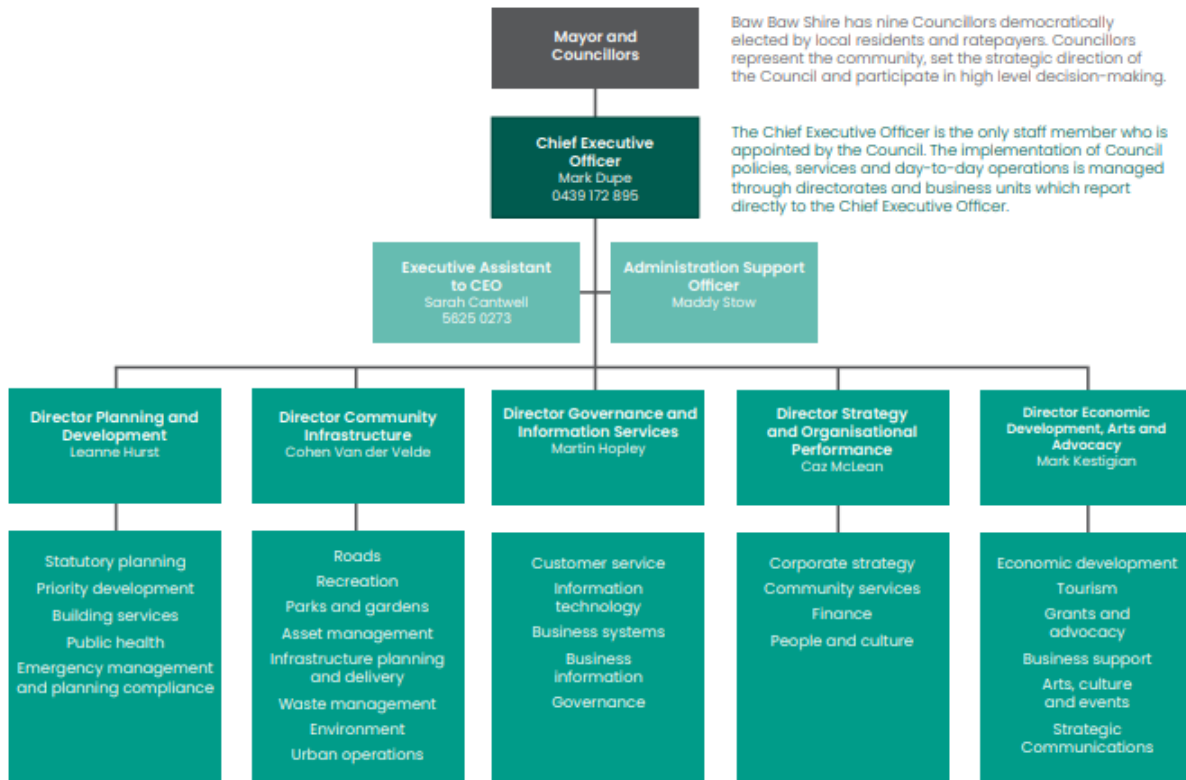 Mayor and
Councillors
Baw Baw Shire has nine Councillors democratically
elected by local residents and ratepayers. Councillors
represent the community, set the strategic direction of
the Council and participate in high level decision-making.
Chief Executive
Officer
Mark Dupe
0439 172 895
The Chief Executive Officer is the only staff member who is
appointed by the Council. The implementation of Council
policies, services and day-to-day operations is managed
through directorates and business units which report
directly to the Chief Executive Officer.
Executive Assistant
to CEO
Sarah Cantwell
5625 0273
Administration Support
Officer
Maddy Stow
Director Planning and
Development
Leanne Hurst
Director Community
Infrastructure
Cohen Van der Velde
Director Governance and
Information Services
Martin Hopley
Director Strategy
and Organisational
Performance
Caz McLean
Director Economic
Development, Arts and
Advocacy
Mark Kestigian
Statutory planning
Priority development
Building services
Public health
Emergency management
and planning compliance
Roads
Recreation
Parks and gardens
Asset management
Infrastructure planning
and delivery
Waste management
Environment
Urban operations
Customer service
Information
technology
Business systems
Business
information
Governance
Corporate strategy
Community services
Finance
People and culture
Economic development
Tourism
Grants and
advocacy
Business support
Arts, culture
and events
Strategic
Communications